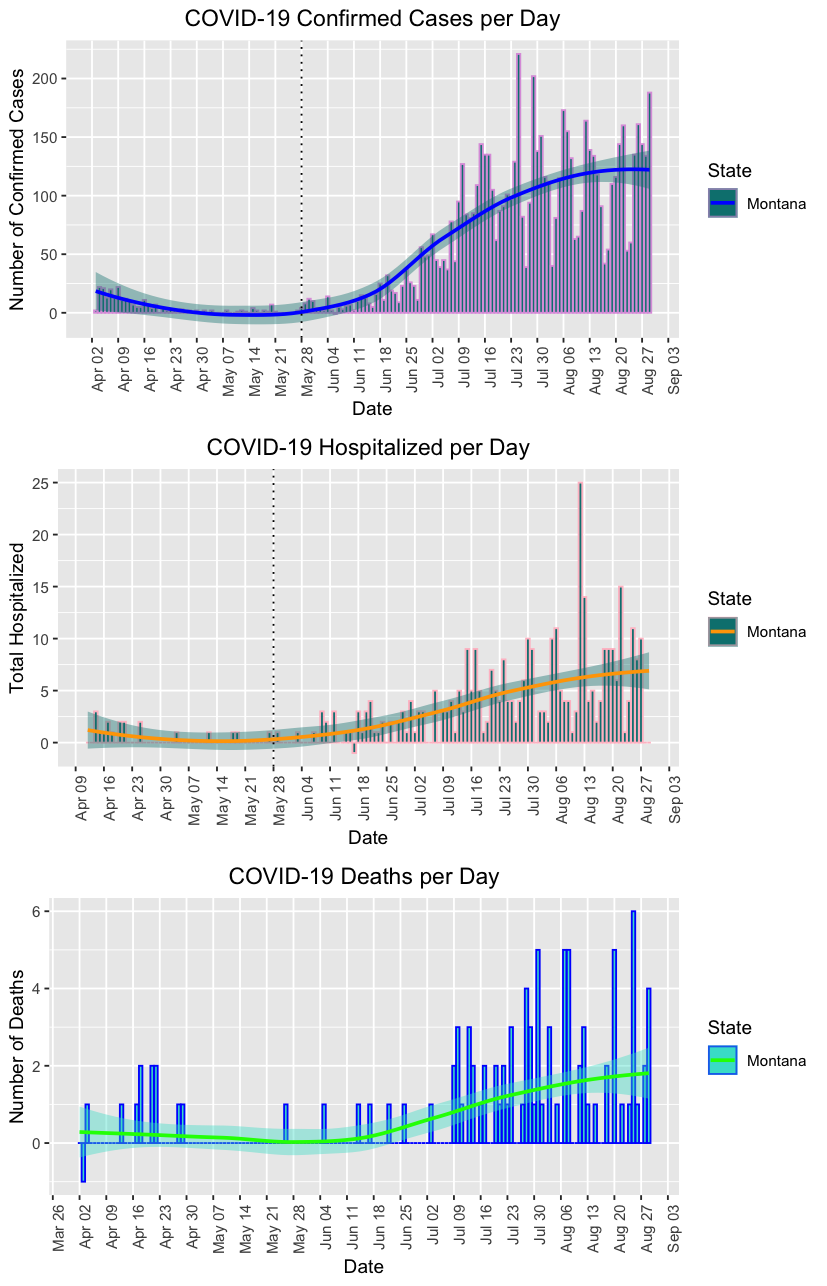 COVID-19 Confirmed Cases per Day
Number of Confirmed Cases
200
150
100
50
0
Apr 02
Apr 09
Apr 16
Apr 23
Apr 30
May 07
May 14
May 21
May 28
Jun 04
Jun 11
Jun 18
Jun 25
Jul 02
Jul 09
Jul 16
Jul 23
Jul 30
Aug 06
Aug 13
Aug 20
Aug 27
Sep 03
Date
State
Montana
COVID-19 Hospitalized per Day
Total Hospitalized
25
20
15
10
5
0
Apr 09
Apr 16
Apr 23
Apr 30
May 07
May 14
May 21
May 28
Jun 04
Jun 11
Jun 18
Jun 25
Jul 02
Jul 09
Jul 16
Jul 23
Jul 30
Aug 06
Aug 13
Aug 20
Aug 27
Sep 03
Date
State
Montana
COVID-19 Deaths per Day
Number of Deaths
6
4
2
0
Mar 26
Apr 02
Apr 09
Apr 16
Apr 23
Apr 30
May 07
May 14
May 21
May 28
Jun 04
Jun 11
Jun 18
Jun 25
Jul 02
Jul 09
Jul 16
Jul 23
Jul 30
Aug 06
Aug 13
Aug 20
Aug 27
Sep 03
Date
State
Montana